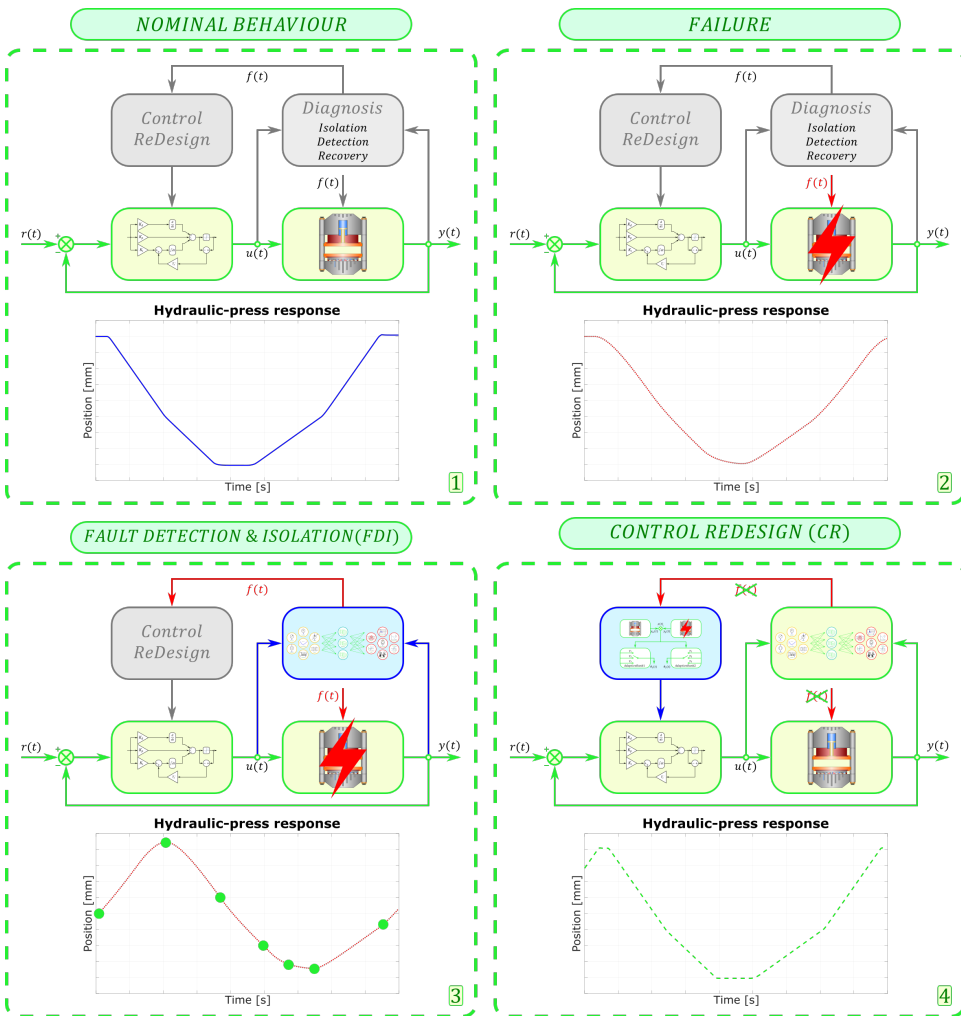 NOMINAL BEHAVIOUR
f(t)
Control
ReDesign
Diagnosis
Isolation
Detection
Recovery
f(t)
r(t)
+
−
u(t)
y(t)
Hydraulic-press response
Position [mm]
Time [s]
1
FAILURE
f(t)
Control
ReDesign
Diagnosis
Isolation
Detection
Recovery
f(t)
r(t)
+
−
u(t)
y(t)
Hydraulic-press response
Position [mm]
Time [s]
2
FAULT DETECTION & ISOLATION(FDI)
f(t)
Control
ReDesign
f(t)
r(t)
+
−
u(t)
y(t)
Hydraulic-press response
Position [mm]
Time [s]
3
CONTROL REDESIGN (CR)
f(t)
f(t)
r(t)
+
−
u(t)
y(t)
Hydraulic-press response
Position [mm]
Time [s]
4